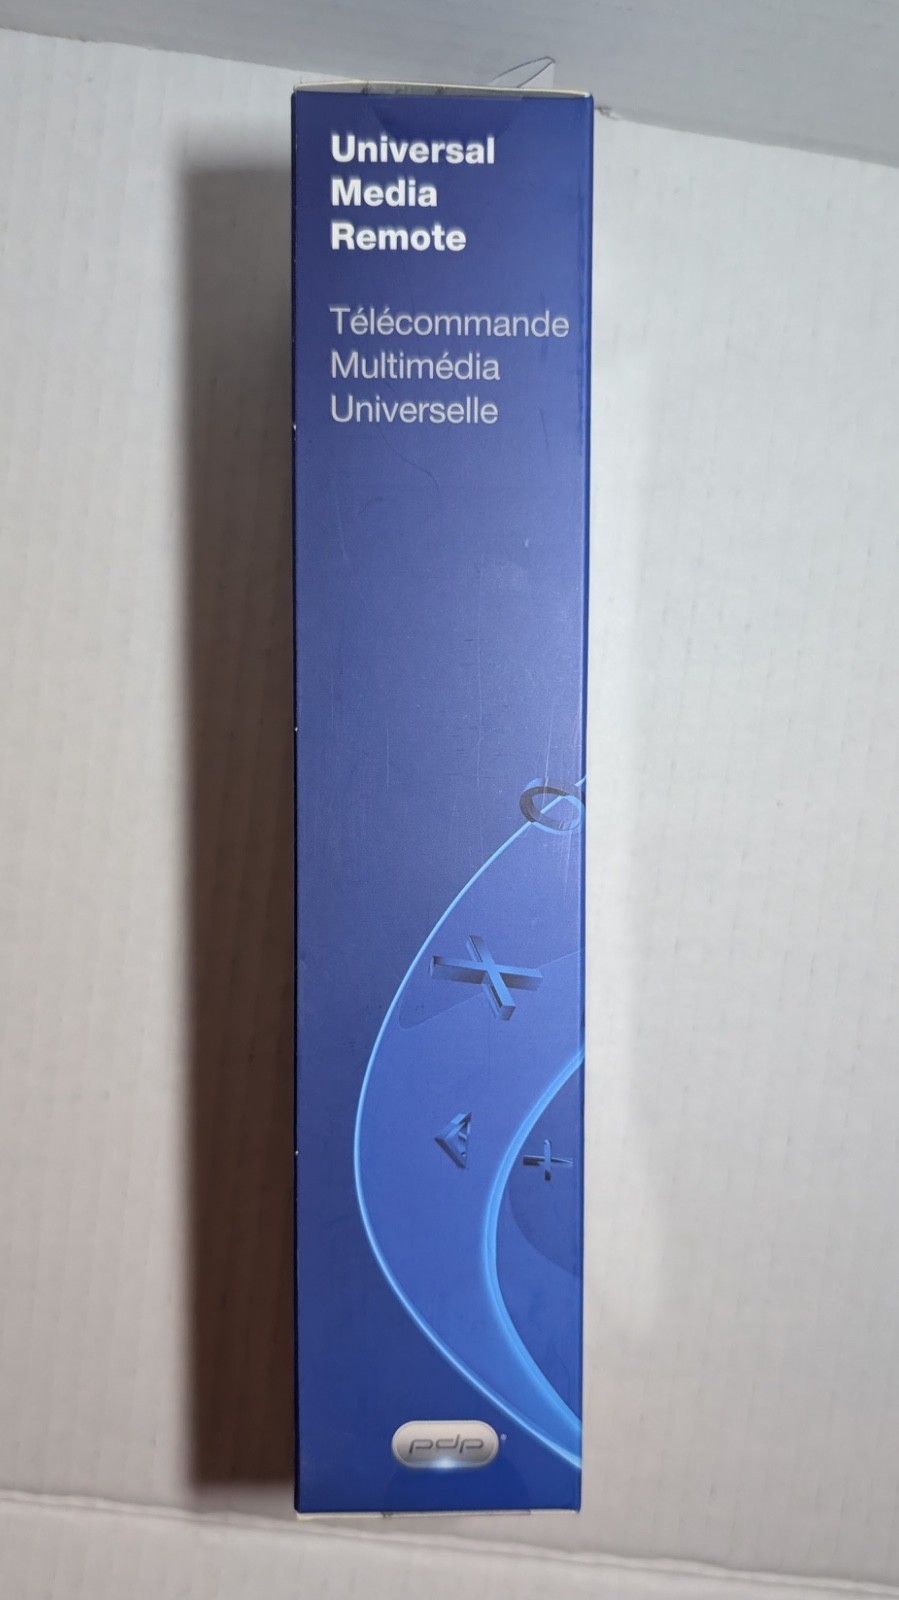 Universal
Media
Remote
Télécommande
Multimédia
Universelle
pdp